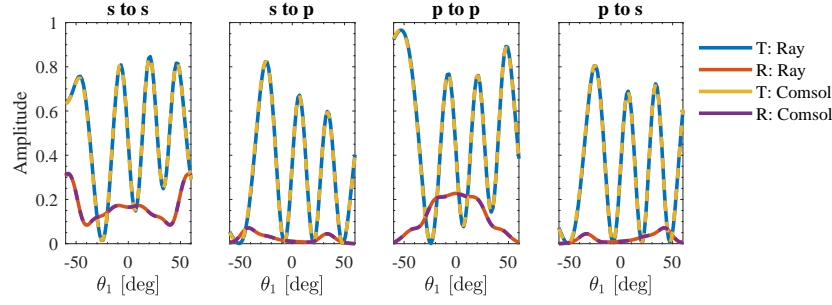 s to s
s to p
p to p
p to s
1
0.8
0.6
0.4
0.2
0
Amplitude
-50 0 50
-50 0 50
-50 0 50
-50 0 50
θ₁ [deg]
θ₁ [deg]
θ₁ [deg]
θ₁ [deg]
T: Ray
R: Ray
T: Comsol
R: Comsol